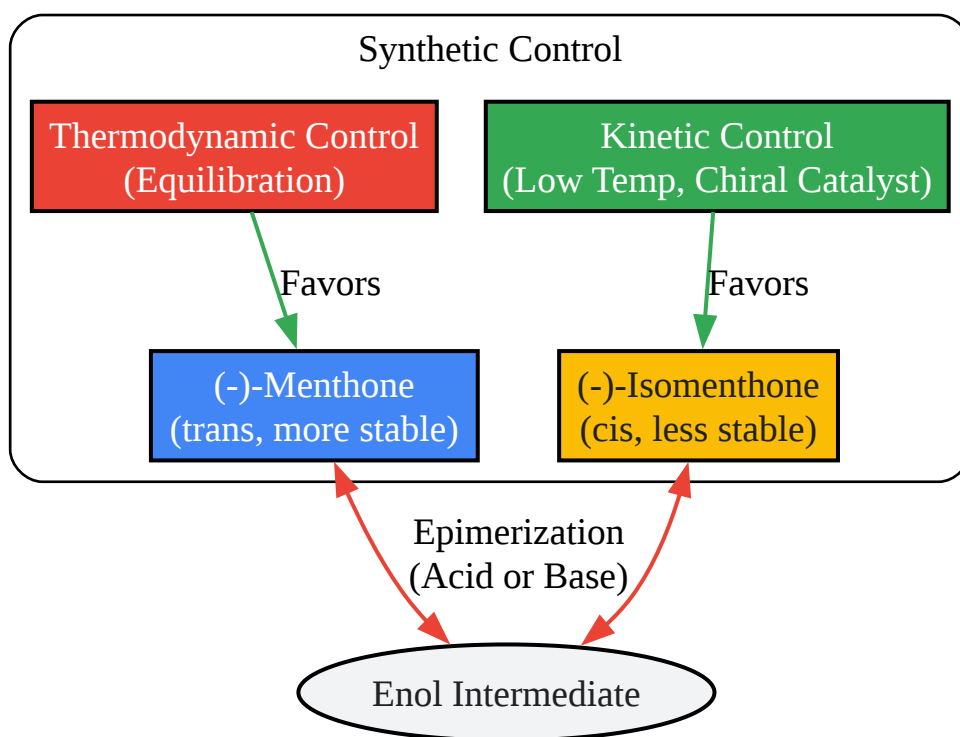 Synthetic Control
Thermodynamic Control
(Equilibration)
Kinetic Control
(Low Temp, Chiral Catalyst)
Favors
Favors
(-)-Menthone
(trans, more stable)
(-)-Isomenthone
(cis, less stable)
Epimerization
(Acid or Base)
Enol Intermediate